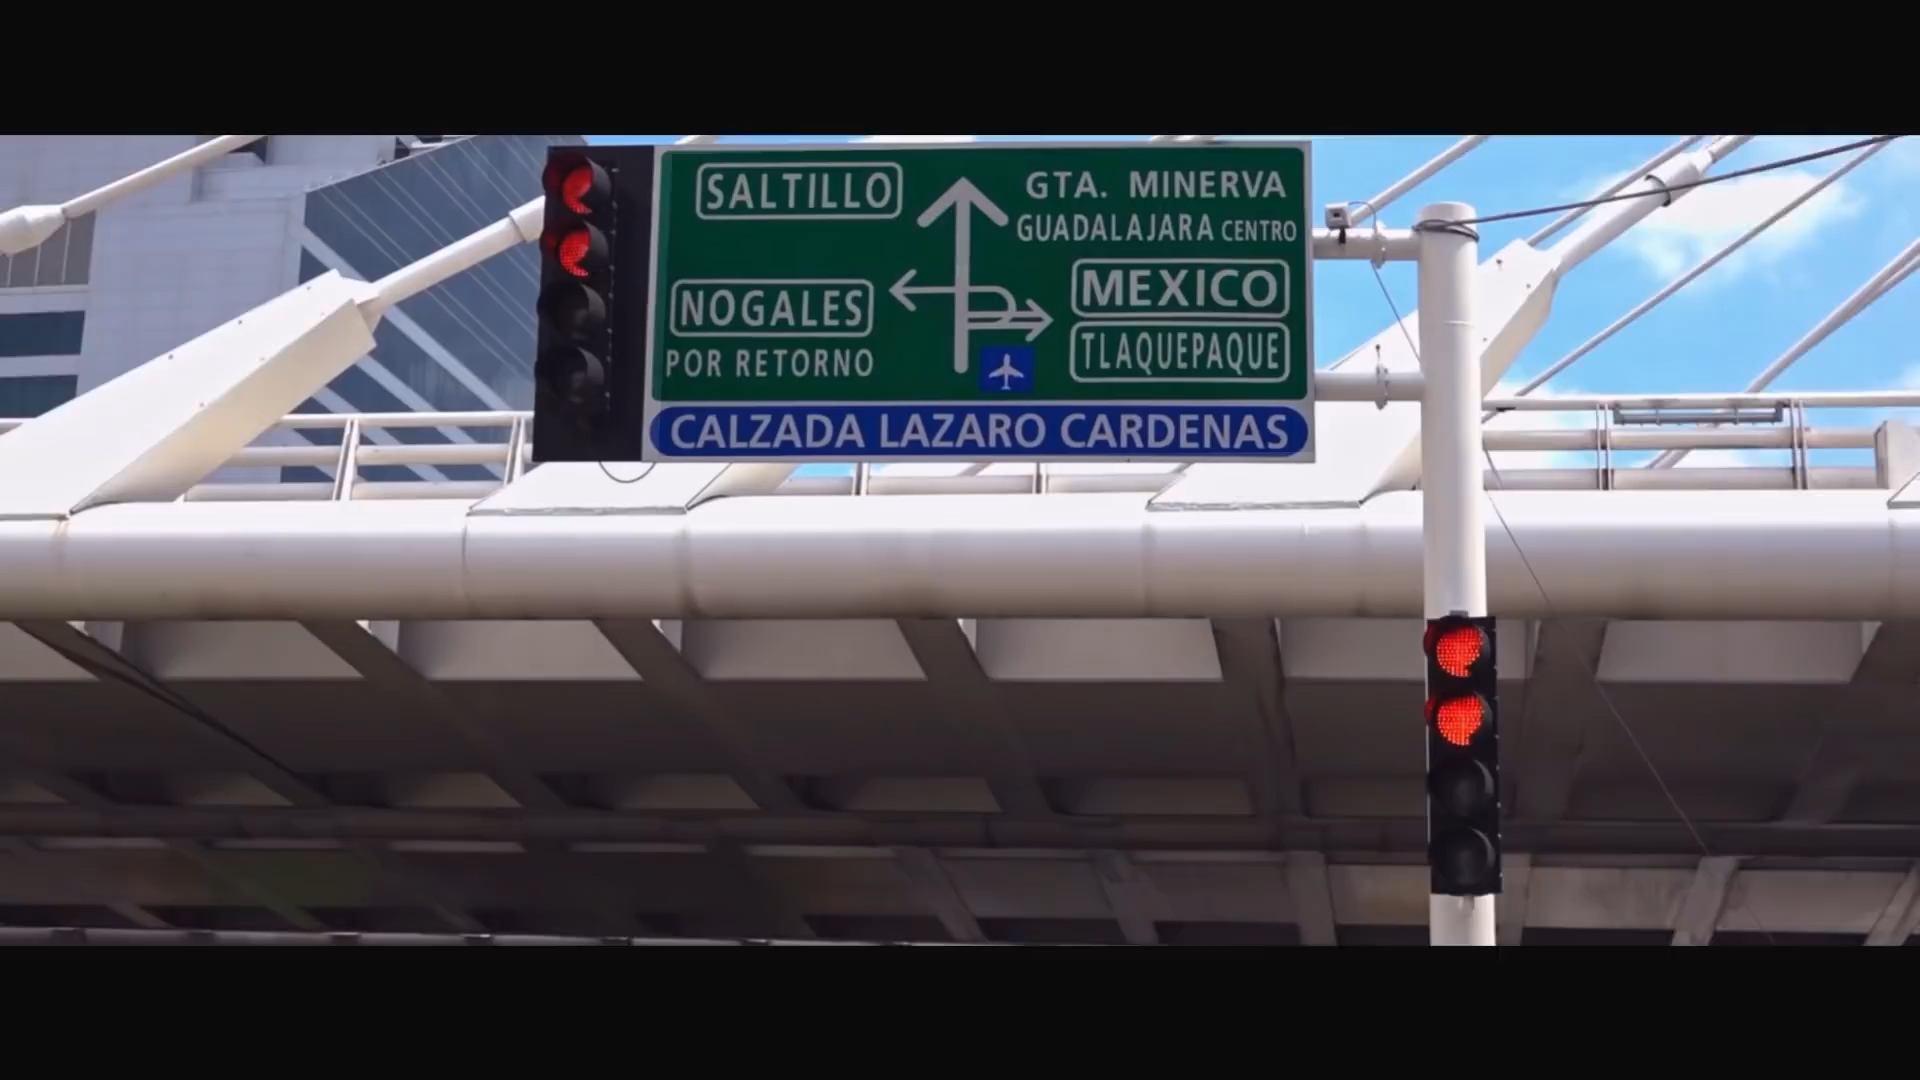 SALTILLO
GTA. MINERVA
GUADALAJARA CENTRO
NOGALES
POR RETORNO
MEXICO
TLAQUEPAQUE
CALZADA LAZARO CARDENAS